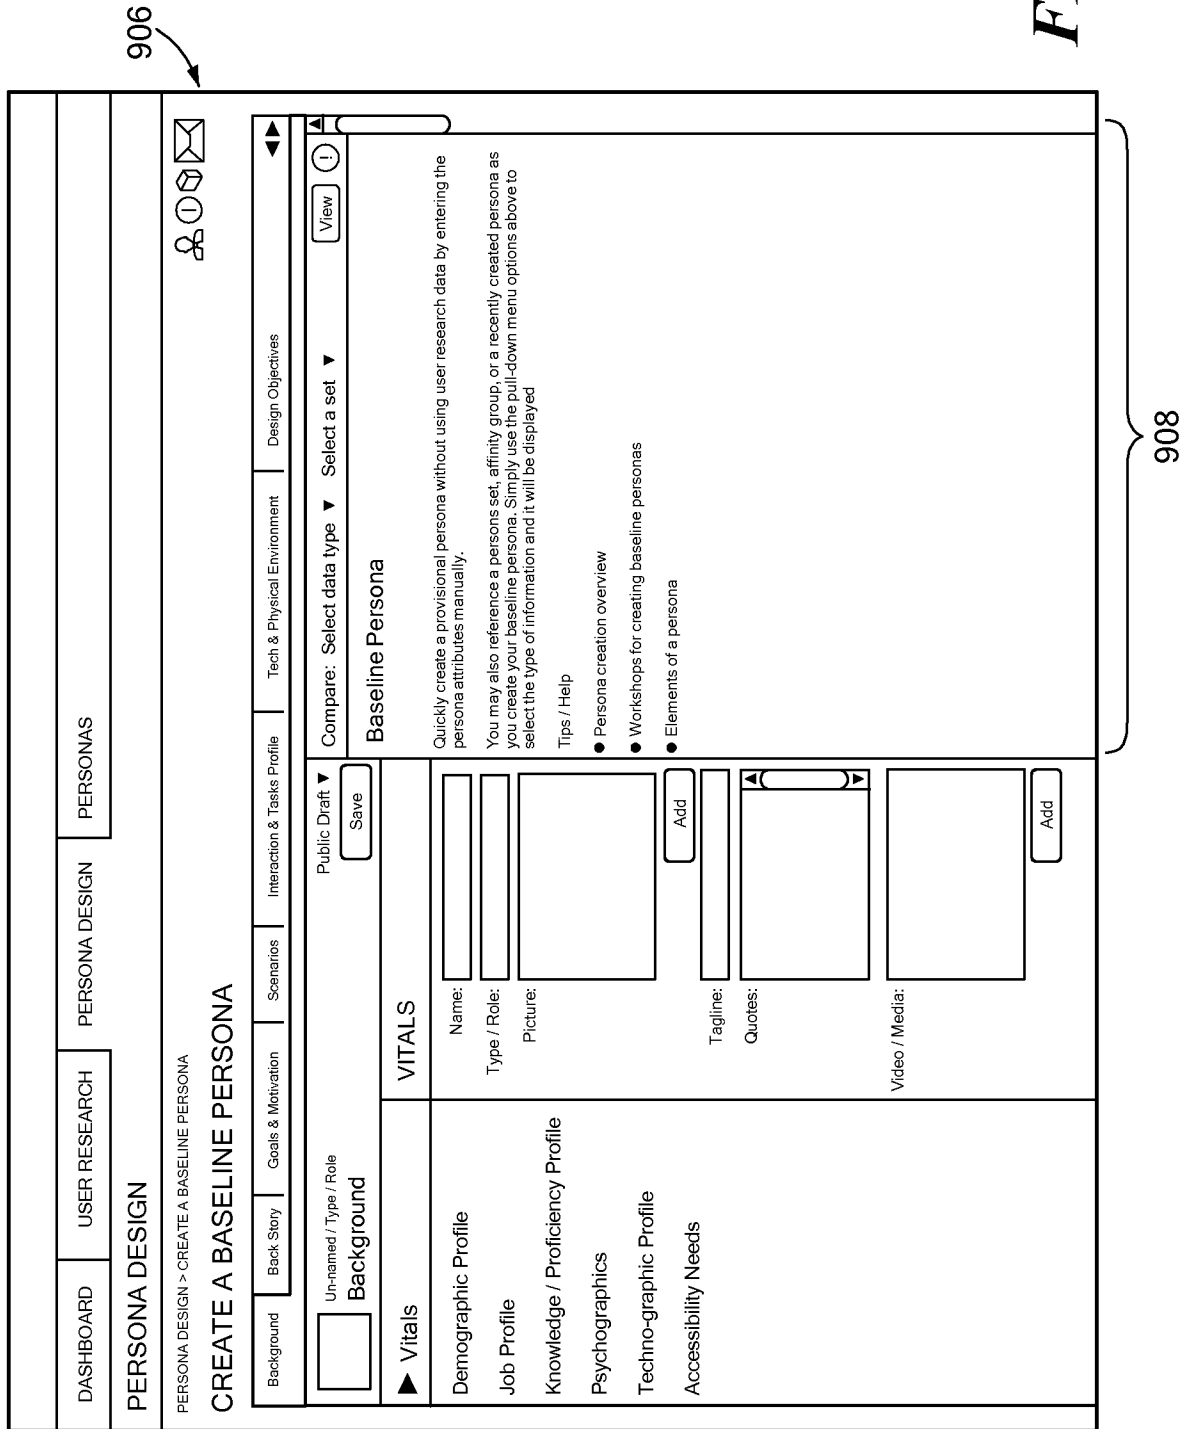 906
DASHBOARD
USER RESEARCH
PERSONA DESIGN
PERSONAS
PERSONA DESIGN
PERSONA DESIGN > CREATE A BASELINE PERSONA
CREATE A BASELINE PERSONA
Background
Back Story
Goals & Motivation
Scenarios
Interaction & Tasks Profile
Tech & Physical Environment
Design Objectives
Un-named / Type / Role
Background
Public Draft ▼
Save
Compare: Select data type ▼ Select a set ▼
View
!
▶ Vitals
Demographic Profile
Job Profile
Knowledge / Proficiency Profile
Psychographics
Techno-graphic Profile
Accessibility Needs
VITALS
Name:
Type / Role:
Picture:
Add
Tagline:
Quotes:
Video / Media:
Add
Baseline Persona
Quickly create a provisional persona without using user research data by entering the
persona attributes manually.
You may also reference a persons set, affinity group, or a recently created persona as
you create your baseline persona. Simply use the pull-down menu options above to
select the type of information and it will be displayed
Tips / Help
● Persona creation overview
● Workshops for creating baseline personas
● Elements of a persona
908